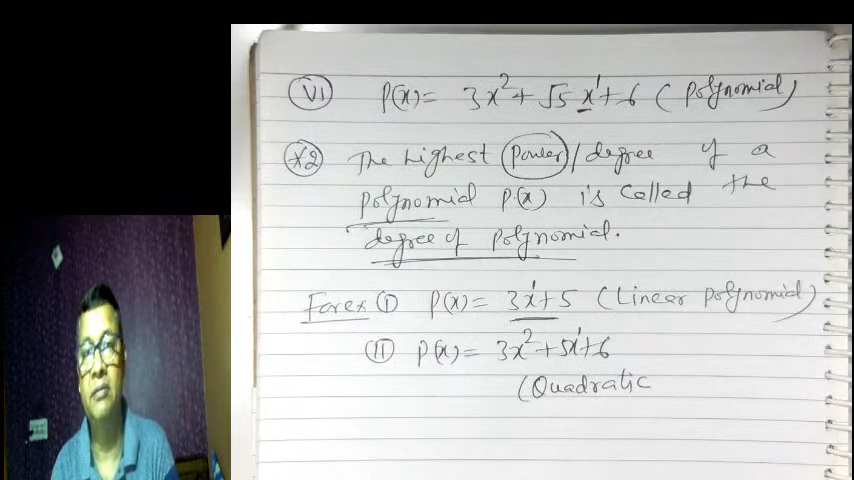 VI P(x) = 3x² + √5 x¹ + 6 (Polynomial)
*2 The highest Power/degree of a
polynomial P(x) is called the
degree of polynomial.
For ex I P(x) = 3x¹ + 5 (Linear polynomial)
II P(x) = 3x² + 5x¹ + 6
(Quadratic